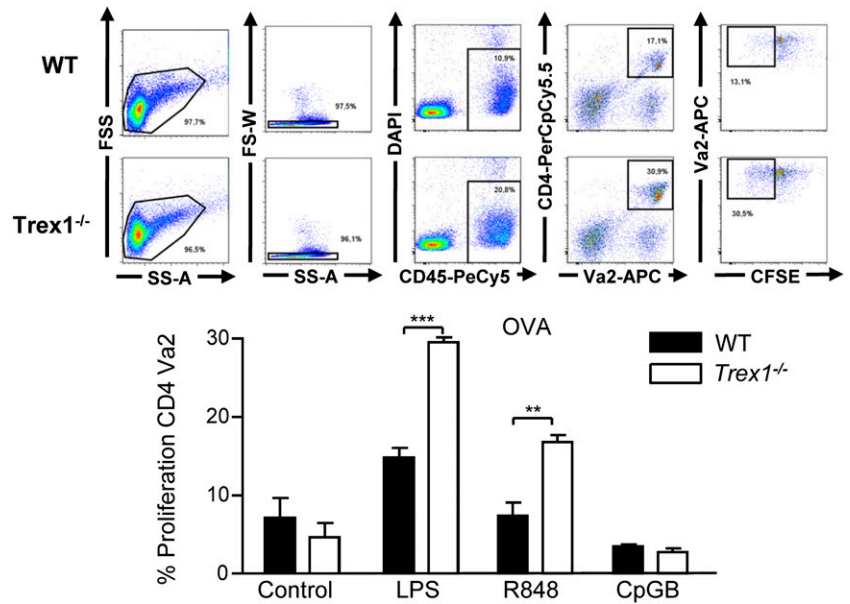 WT
FSS
97,7%
FS-W
97,5%
DAPI
10,9%
CD4-PerCpCy5.5
17,1%
Va2-APC
13,1%
Trex1-/-
96,5%
96,1%
20,8%
30,9%
30,5%
SS-A
SS-A
CD45-PeCy5
Va2-APC
CFSE
OVA
% Proliferation CD4 Va2
30
20
10
0
***
**
WT
Trex1-/-
Control LPS R848 CpGB